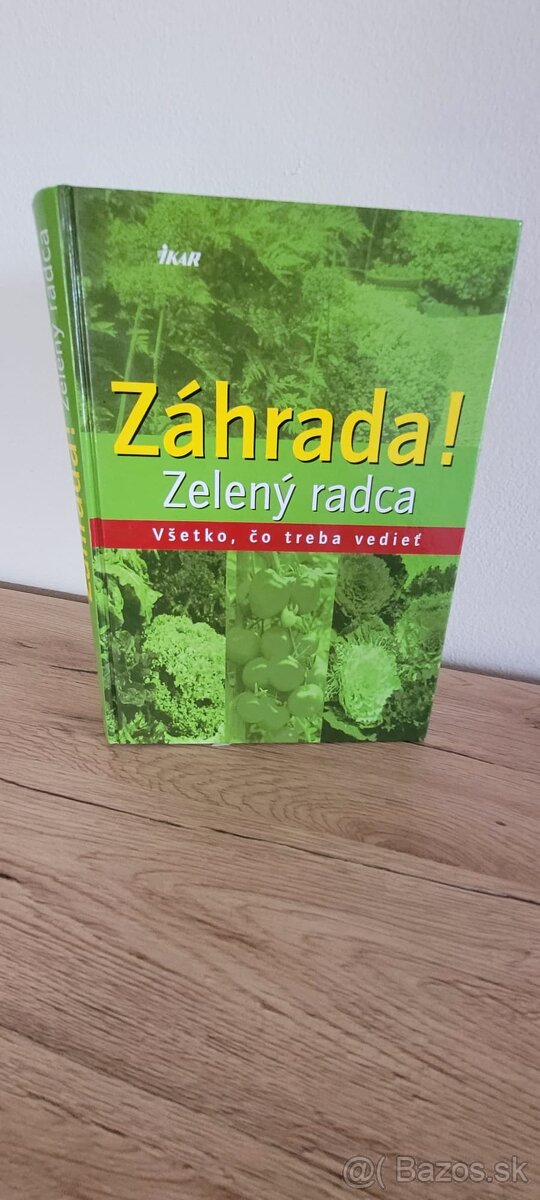 IKAR
Záhrada!
Zelený radca
Všetko, čo treba vedieť
Záhrada! Zelený radca
@( Bazos.sk